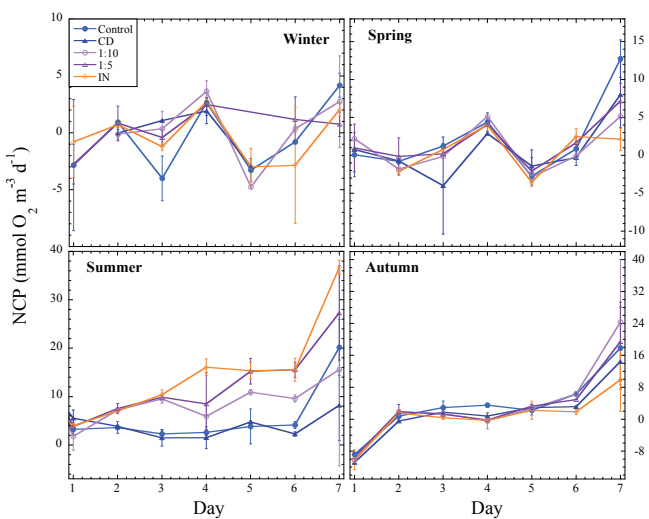 10
5
0
-5
Control
CD
1:10
1:5
IN
Winter
Spring
15
10
5
0
-5
-10
NCP (mmol O2 m-3 d-1)
40
30
20
10
0
Summer
Autumn
40
32
24
16
8
0
-8
1 2 3 4 5 6 7
1 2 3 4 5 6 7
Day
Day